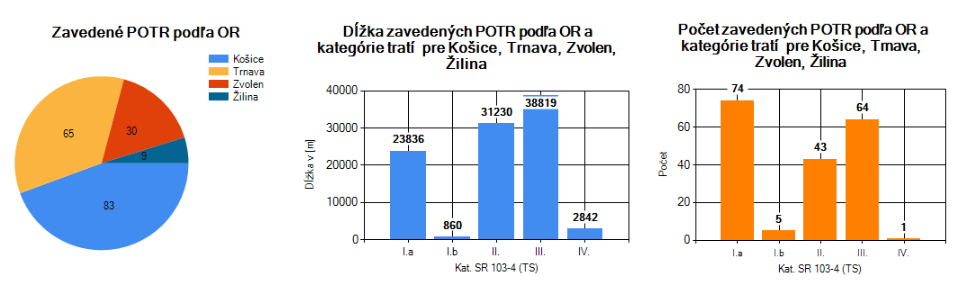 Zavedené POTR podľa OR
Košice
Trnava
Zvolen
Žilina
65
30
9
83
Dĺžka zavedených POTR podľa OR a
kategórie tratí pre Košice, Trnava, Zvolen,
Žilina
Dĺžka v [m]
40000
30000
20000
10000
0
23836
860
31230
38819
2842
I.a
I.b
II.
III.
IV.
Kat. SR 103-4 (TS)
Počet zavedených POTR podľa OR a
kategórie tratí pre Košice, Trnava,
Zvolen, Žilina
Počet
80
60
40
20
0
74
5
43
64
1
I.a
I.b
II.
III.
IV.
Kat. SR 103-4 (TS)